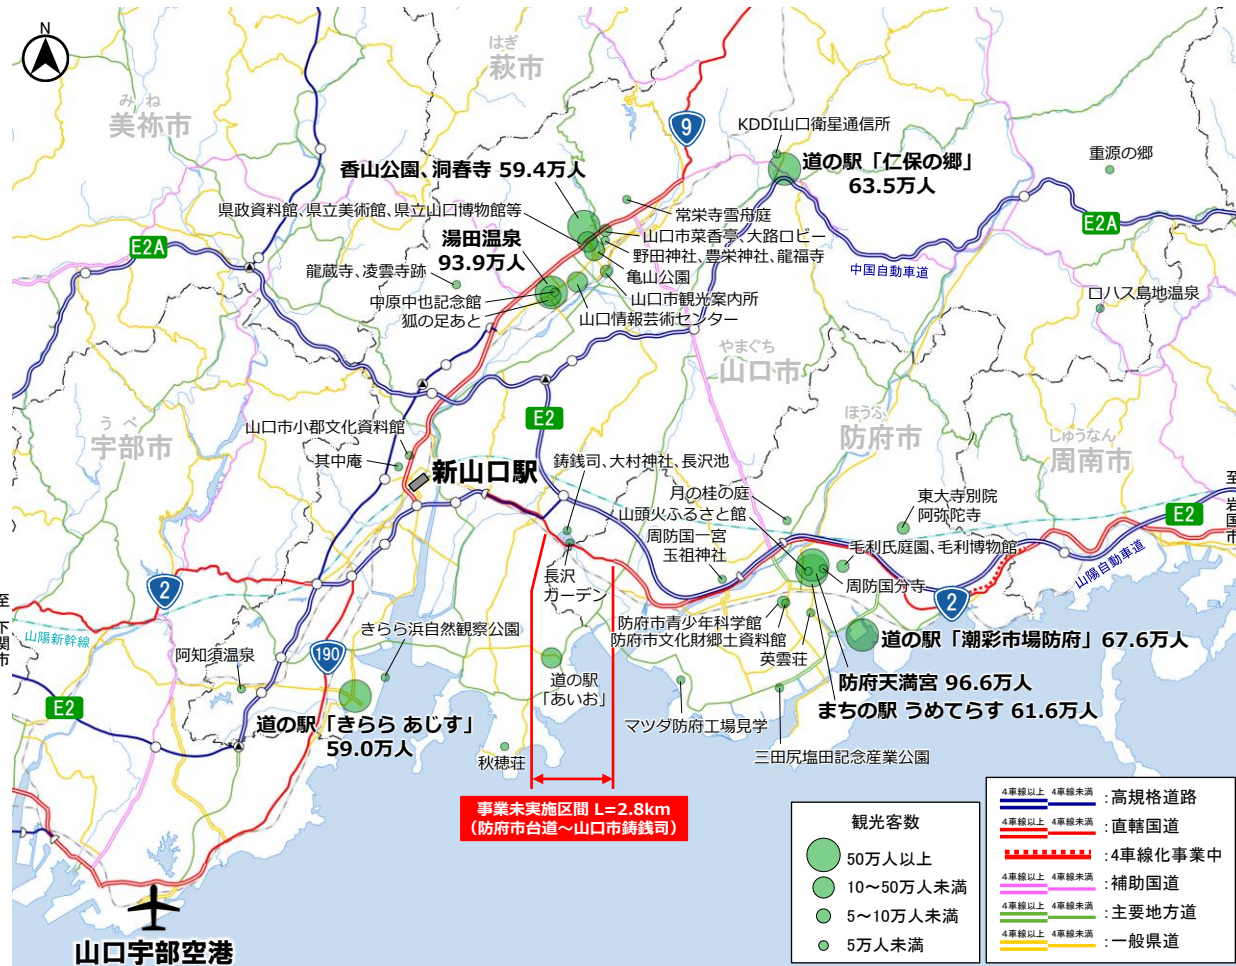 N
はぎ
萩市
みね
美祢市
9
KDDI山口衛星通信所
道の駅「仁保の郷」
63.5万人
重源の郷
香山公園、洞春寺 59.4万人
県政資料館、県立美術館、県立山口博物館等
常栄寺雪舟庭
山口市菜香亭、大路ロビー
野田神社、豊栄神社、龍福寺
亀山公園
山口市観光案内所
山口情報芸術センター
湯田温泉
93.9万人
龍蔵寺、凌雲寺跡
中原中也記念館
狐の足あと
E2A
E2A
中国自動車道
ロハス島地温泉
やまぐち
山口市
E2
うべ
宇部市
ほうふ
防府市
しゅうなん
周南市
山口市小郡文化資料館
其中庵
新山口駅
鋳銭司、大村神社、長沢池
月の桂の庭
山頭火ふるさと館
周防国一宮
玉祖神社
東大寺別院
阿弥陀寺
毛利氏庭園、毛利博物館
周防国分寺
至 岩国市
E2
山陽自動車道
2
2
長沢
ガーデン
至 下関市
山陽新幹線
190
きらら浜自然観察公園
阿知須温泉
防府市青少年科学館
防府市文化財郷土資料館
英雲荘
道の駅「潮彩市場防府」 67.6万人
防府天満宮 96.6万人
まちの駅 うめてらす 61.6万人
道の駅
「あいお」
E2
道の駅「きらら あじす」
59.0万人
マツダ防府工場見学
三田尻塩田記念産業公園
秋穂荘
事業未実施区間 L=2.8km
（防府市台道～山口市鋳銭司）
山口宇部空港
観光客数
50万人以上
10～50万人未満
5～10万人未満
5万人未満
4車線以上 4車線未満 :高規格道路
4車線以上 4車線未満 :直轄国道
:4車線化事業中
4車線以上 4車線未満 :補助国道
4車線以上 4車線未満 :主要地方道
4車線以上 4車線未満 :一般県道